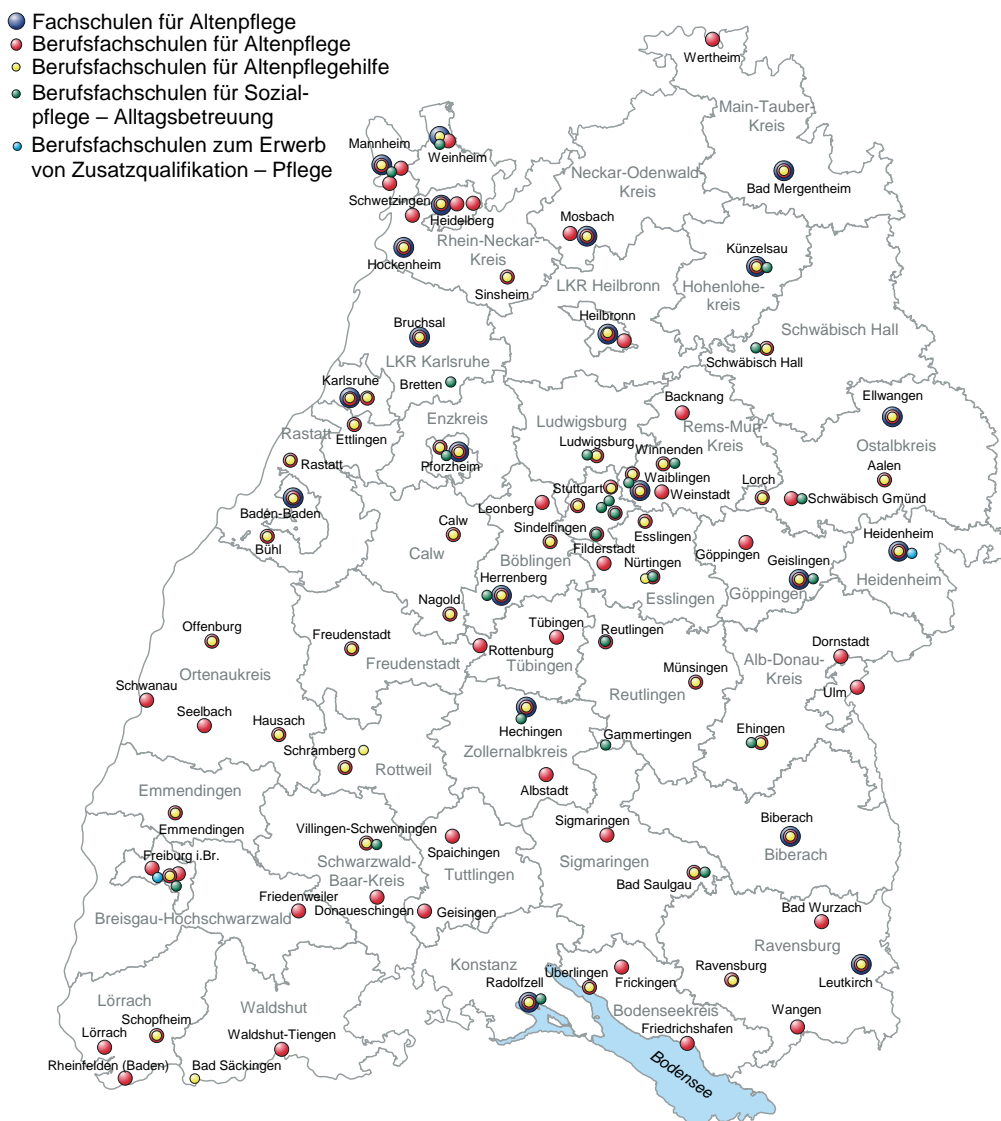 Fachschulen für Altenpflege
Berufsfachschulen für Altenpflege
Berufsfachschulen für Altenpflegehilfe
Berufsfachschulen für Sozial-
pflege – Alltagsbetreuung
Berufsfachschulen zum Erwerb
von Zusatzqualifikation – Pflege
Wertheim
Main-Tauber-
Kreis
Mannheim
Weinheim
Bad Mergentheim
Neckar-Odenwald
Kreis
Schwetzingen
Heidelberg
Mosbach
Rhein-Neckar-
Kreis
Hockenheim
Sinsheim
Künzelsau
LKR Heilbronn
Hohenlohe-
kreis
Bruchsal
Heilbronn
Schwäbisch Hall
LKR Karlsruhe
Schwäbisch Hall
Karlsruhe
Bretten
Ettlingen
Enzkreis
Pforzheim
Backnang
Rems-Murr-
Kreis
Ellwangen
Ostalbkreis
Ludwigsburg
Ludwigsburg
Winnenden
Waiblingen
Weinstadt
Rastatt
Rastatt
Aalen
Lorch
Schwäbisch Gmünd
Baden-Baden
Bühl
Leonberg
Stuttgart
Sindelfingen
Esslingen
Calw
Calw
Böblingen
Filderstadt
Göppingen
Heidenheim
Heidenheim
Geislingen
Göppingen
Nürtingen
Esslingen
Herrenberg
Nagold
Offenburg
Ortenaukreis
Freudenstadt
Freudenstadt
Tübingen
Rottenburg
Tübingen
Reutlingen
Münsingen
Reutlingen
Dornstadt
Alb-Donau-
Kreis
Ulm
Schwanau
Seelbach
Hausach
Schramberg
Rottweil
Hechingen
Zollernalbkreis
Gammertingen
Ehingen
Albstadt
Emmendingen
Emmendingen
Villingen-Schwenningen
Schwarzwald-
Baar-Kreis
Spaichingen
Tuttlingen
Sigmaringen
Sigmaringen
Biberach
Biberach
Bad Saulgau
Freiburg i.Br.
Breisgau-Hochschwarzwald
Friedenweiler
Donaueschingen
Geisingen
Bad Wurzach
Ravensburg
Ravensburg
Leutkirch
Konstanz
Radolfzell
Überlingen
Frickingen
Bodenseekreis
Friedrichshafen
Wangen
Lörrach
Lörrach
Schopfheim
Waldshut
Waldshut-Tiengen
Rheinfelden (Baden)
Bad Säckingen
Bodensee